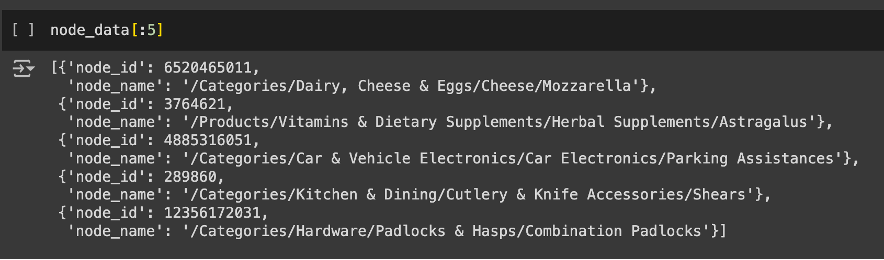 [ ] node_data[:5]
[{'node_id': 6520465011,
'node_name': '/Categories/Dairy, Cheese & Eggs/Cheese/Mozzarella'},
{'node_id': 3764621,
'node_name': '/Products/Vitamins & Dietary Supplements/Herbal Supplements/Astragalus'},
{'node_id': 4885316051,
'node_name': '/Categories/Car & Vehicle Electronics/Car Electronics/Parking Assistances'},
{'node_id': 289860,
'node_name': '/Categories/Kitchen & Dining/Cutlery & Knife Accessories/Shears'},
{'node_id': 12356172031,
'node_name': '/Categories/Hardware/Padlocks & Hasps/Combination Padlocks'}]